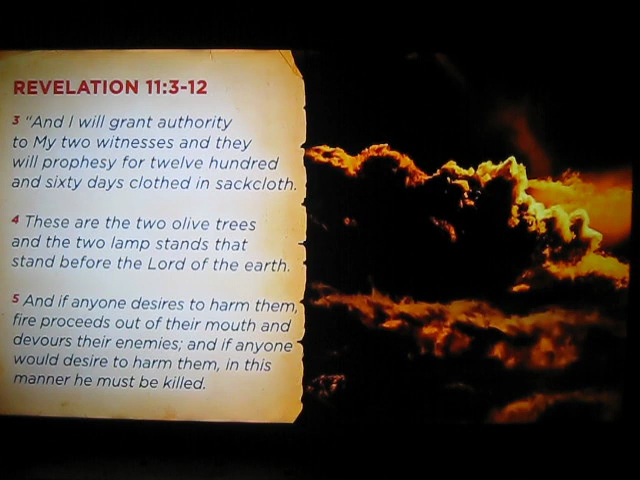 REVELATION 11:3-12
3 "And I will grant authority
to My two witnesses and they
will prophesy for twelve hundred
and sixty days clothed in sackcloth.
4 These are the two olive trees
and the two lamp stands that
stand before the Lord of the earth.
5 And if anyone desires to harm them,
fire proceeds out of their mouth and
devours their enemies; and if anyone
would desire to harm them, in this
manner he must be killed.